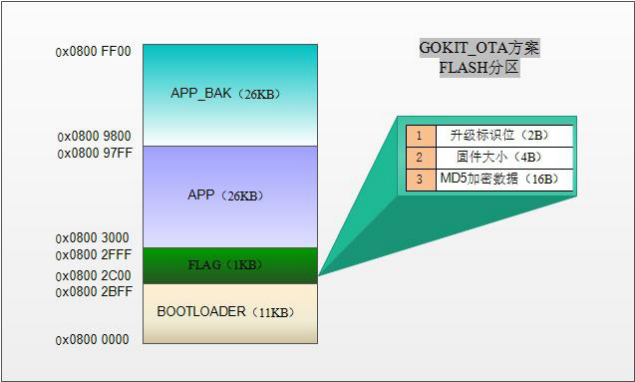 GOKIT_OTA方案
FLASH分区
0x0800 FF00
APP_BAK（26KB）
0x0800 9800
0x0800 97FF
APP（26KB）
0x0800 3000
0x0800 2FFF
FLAG（1KB）
0x0800 2C00
0x0800 2BFF
BOOTLOADER（11KB）
0x0800 0000
1 升级标识位（2B）
2 固件大小（4B）
3 MD5加密数据（16B）